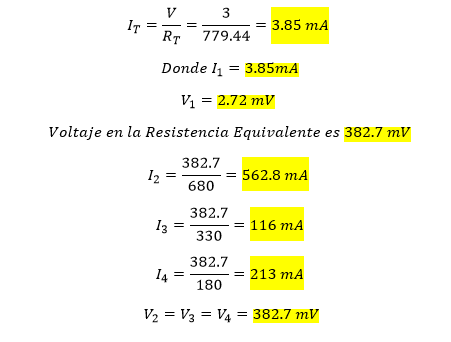 I_T = V/R_T = 3/779.44 = 3.85 mA
Donde I_1 = 3.85mA
V_1 = 2.72 mV
Voltaje en la Resistencia Equivalente es 382.7 mV
I_2 = 382.7/680 = 562.8 mA
I_3 = 382.7/330 = 116 mA
I_4 = 382.7/180 = 213 mA
V_2 = V_3 = V_4 = 382.7 mV